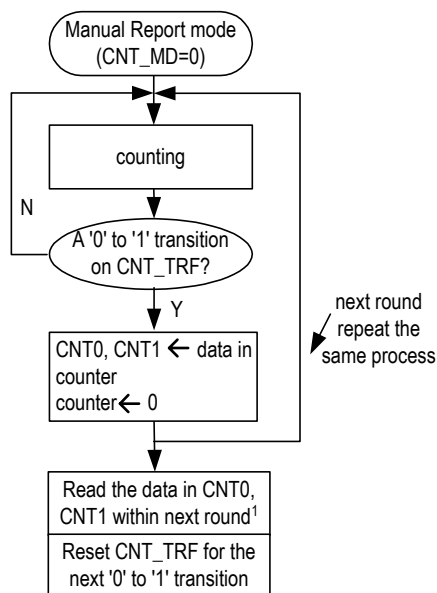 Manual Report mode
(CNT_MD=0)
counting
N
A '0' to '1' transition
on CNT_TRF?
Y
CNT0, CNT1 ← data in
counter
counter← 0
next round
repeat the
same process
Read the data in CNT0,
CNT1 within next round¹
Reset CNT_TRF for the
next '0' to '1' transition